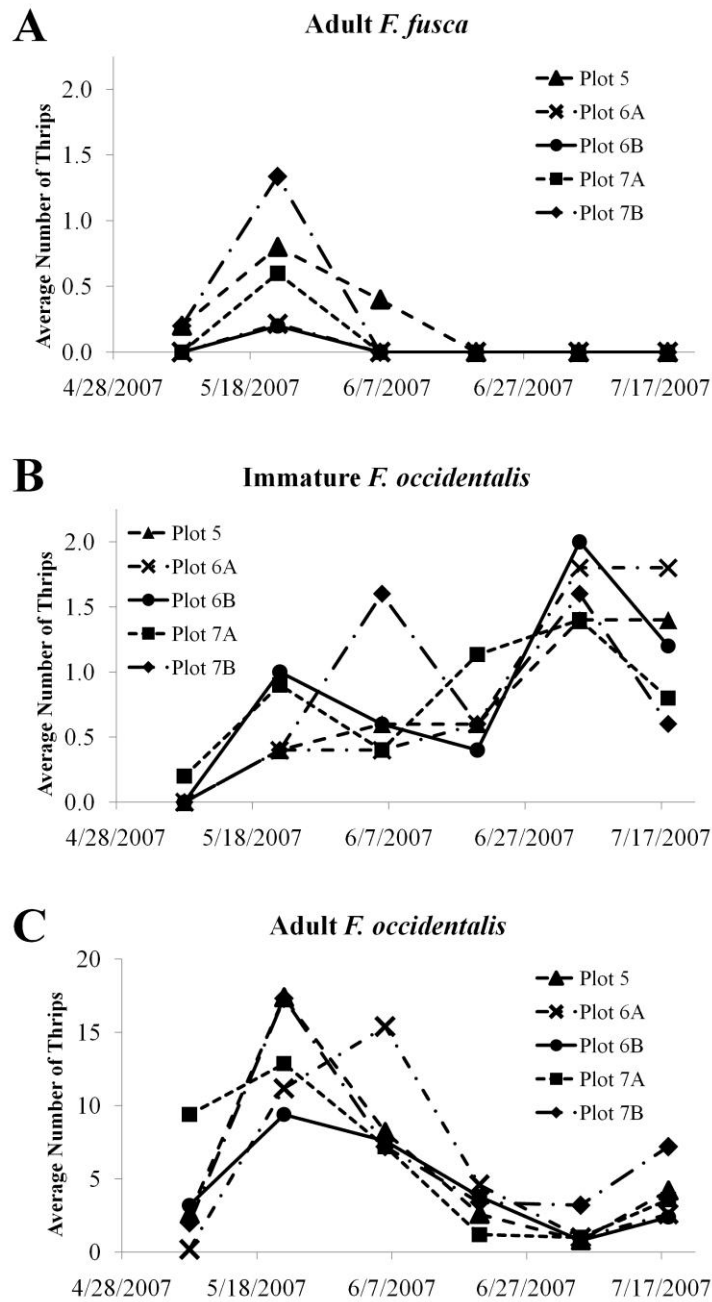 A
Adult F. fusca
Average Number of Thrips
2.0
1.5
1.0
0.5
0.0
Plot 5
Plot 6A
Plot 6B
Plot 7A
Plot 7B
4/28/2007 5/18/2007 6/7/2007 6/27/2007 7/17/2007
B
Immature F. occidentalis
Average Number of Thrips
2.0
1.5
1.0
0.5
0.0
Plot 5
Plot 6A
Plot 6B
Plot 7A
Plot 7B
4/28/2007 5/18/2007 6/7/2007 6/27/2007 7/17/2007
C
Adult F. occidentalis
Average Number of Thrips
20
15
10
5
0
Plot 5
Plot 6A
Plot 6B
Plot 7A
Plot 7B
4/28/2007 5/18/2007 6/7/2007 6/27/2007 7/17/2007